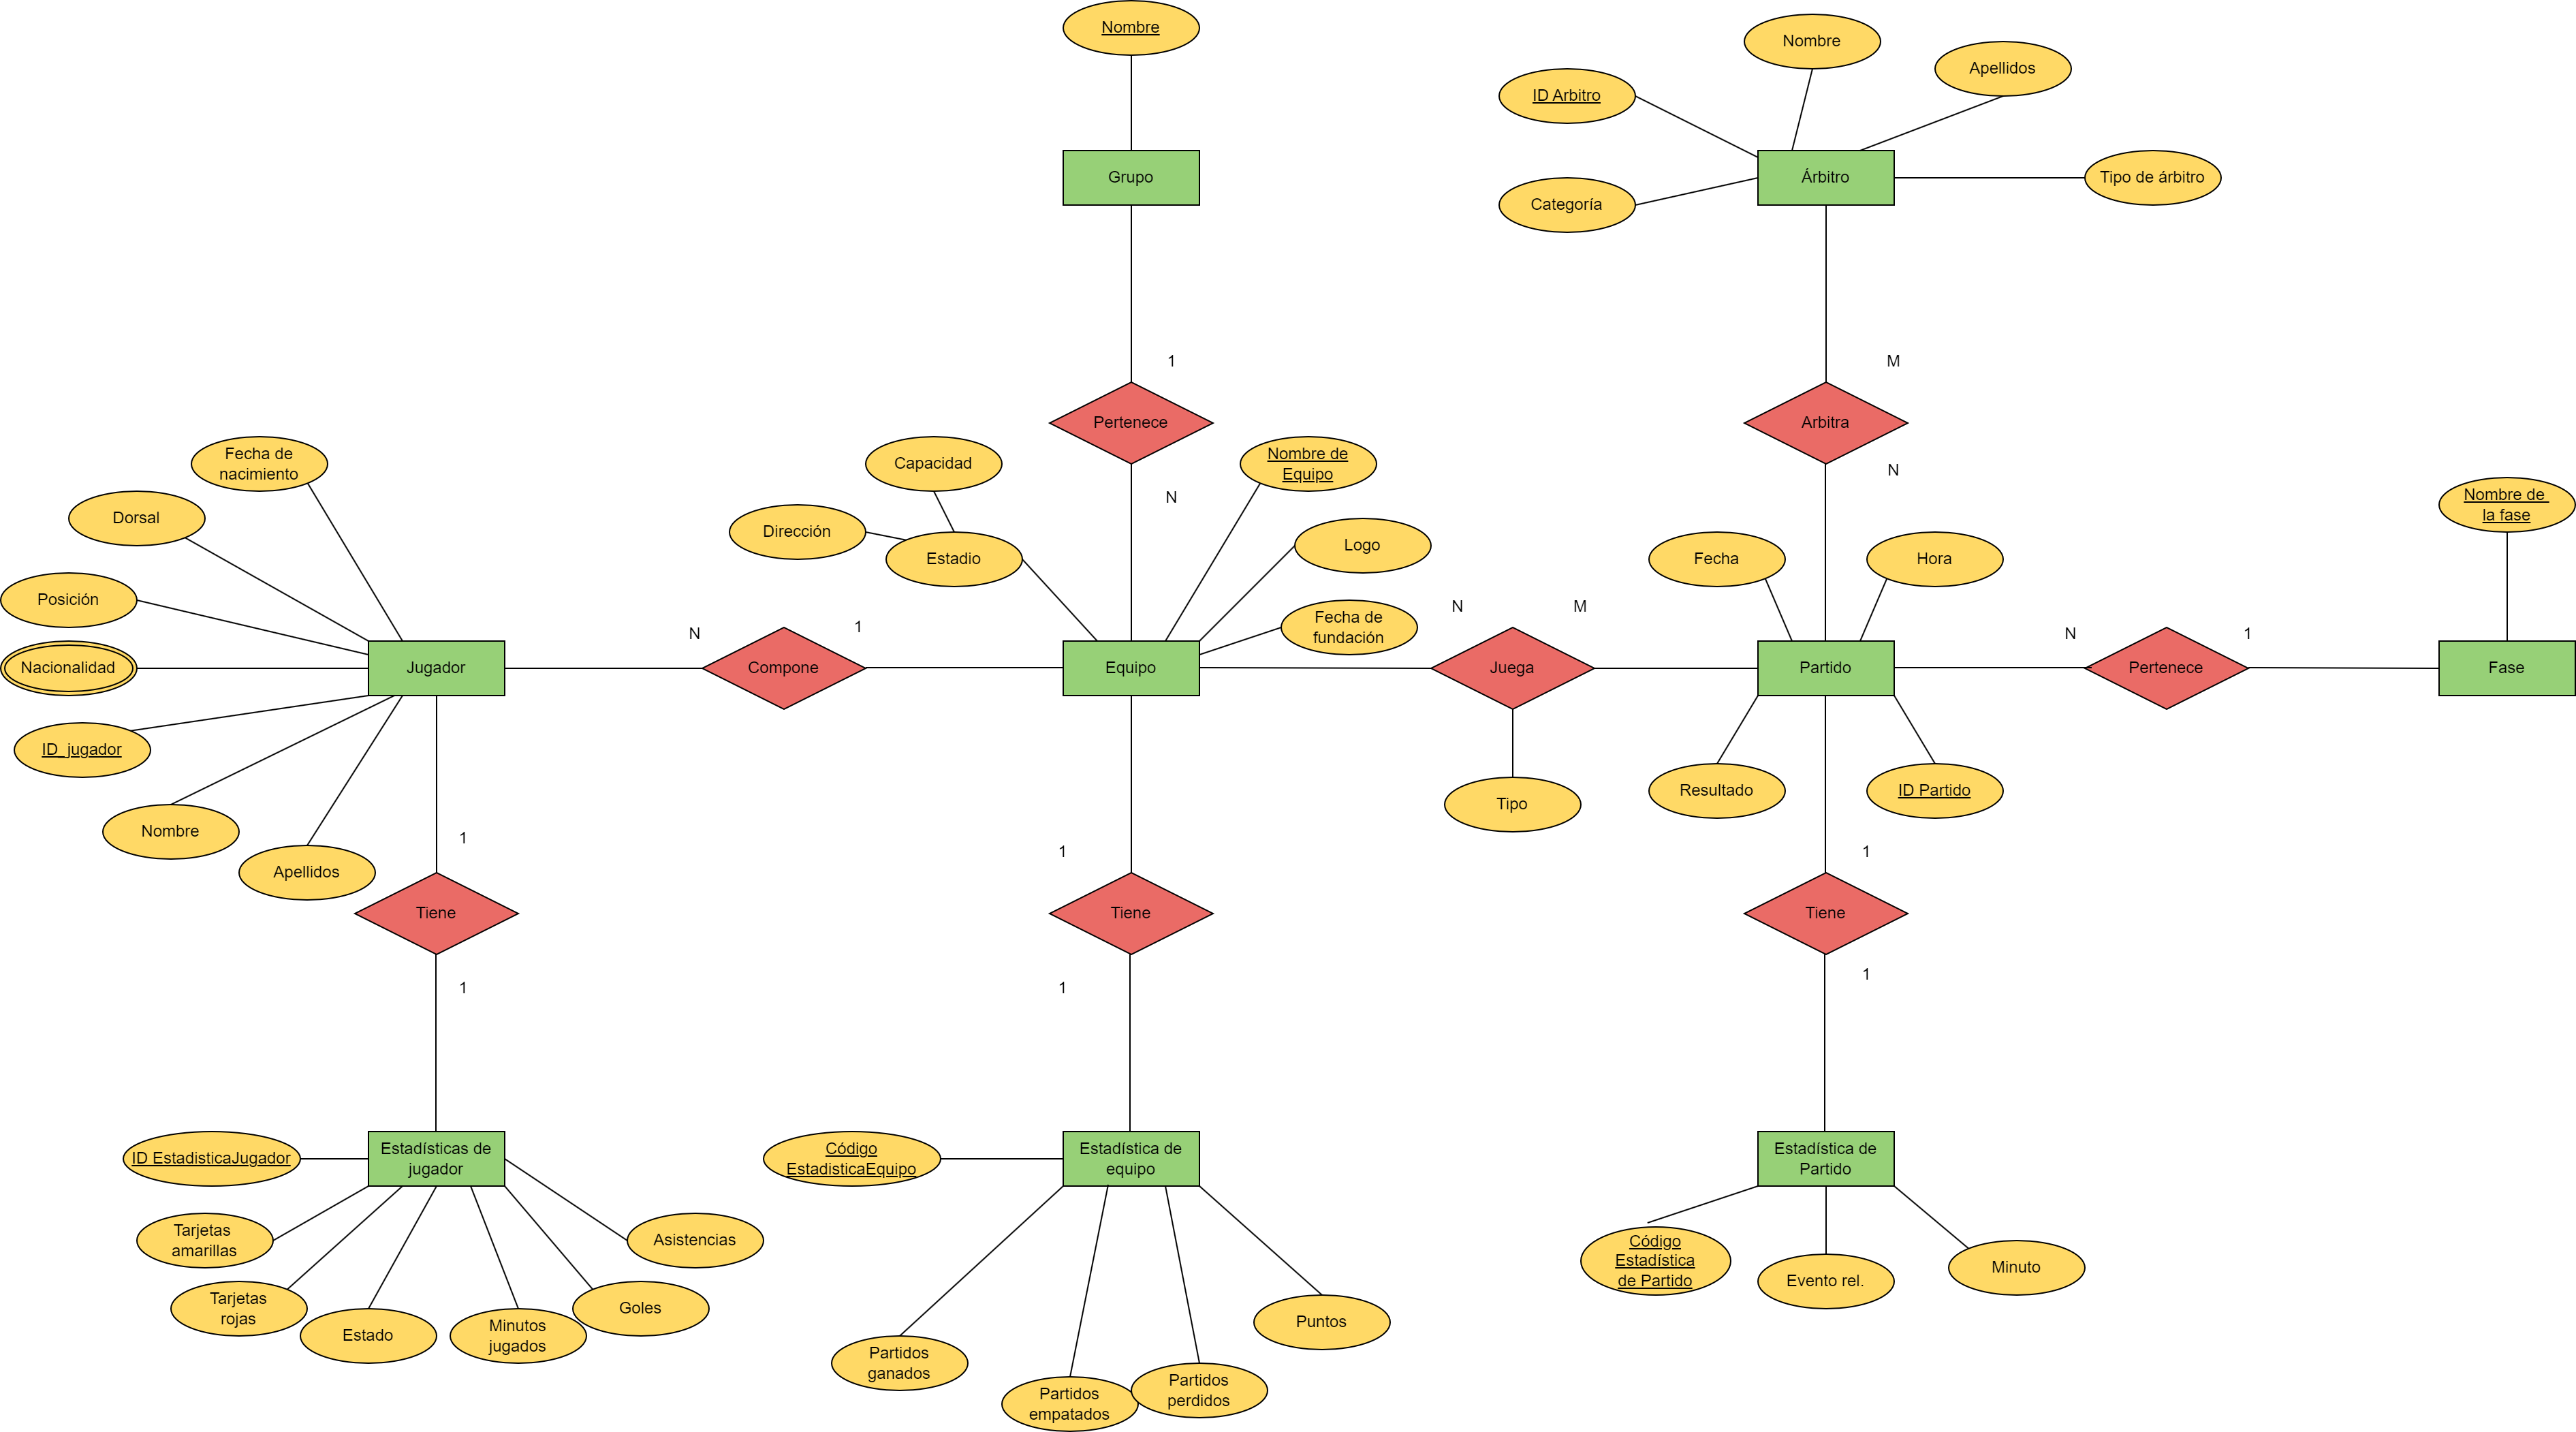 Nombre
Nombre
Apellidos
ID Arbitro
Grupo
Árbitro
Tipo de árbitro
Categoría
1
M
Pertenece
Arbitra
Fecha de
nacimiento
Capacidad
Nombre de
Equipo
N
N
Nombre de
la fase
Dorsal
Dirección
Estadio
Logo
Fecha
Hora
Posición
Fecha de
fundación
N
M
N
1
N
1
Nacionalidad
Jugador
Compone
Equipo
Juega
Partido
Pertenece
Fase
ID_jugador
Tipo
Resultado
ID Partido
Nombre
Apellidos
1
1
1
Tiene
Tiene
Tiene
1
1
1
ID EstadisticaJugador
Estadísticas de
jugador
Código
EstadisticaEquipo
Estadística de
equipo
Estadística de
Partido
Tarjetas
amarillas
Asistencias
Código
Estadística
de Partido
Evento rel.
Minuto
Tarjetas
rojas
Estado
Minutos
jugados
Goles
Puntos
Partidos
ganados
Partidos
empatados
Partidos
perdidos